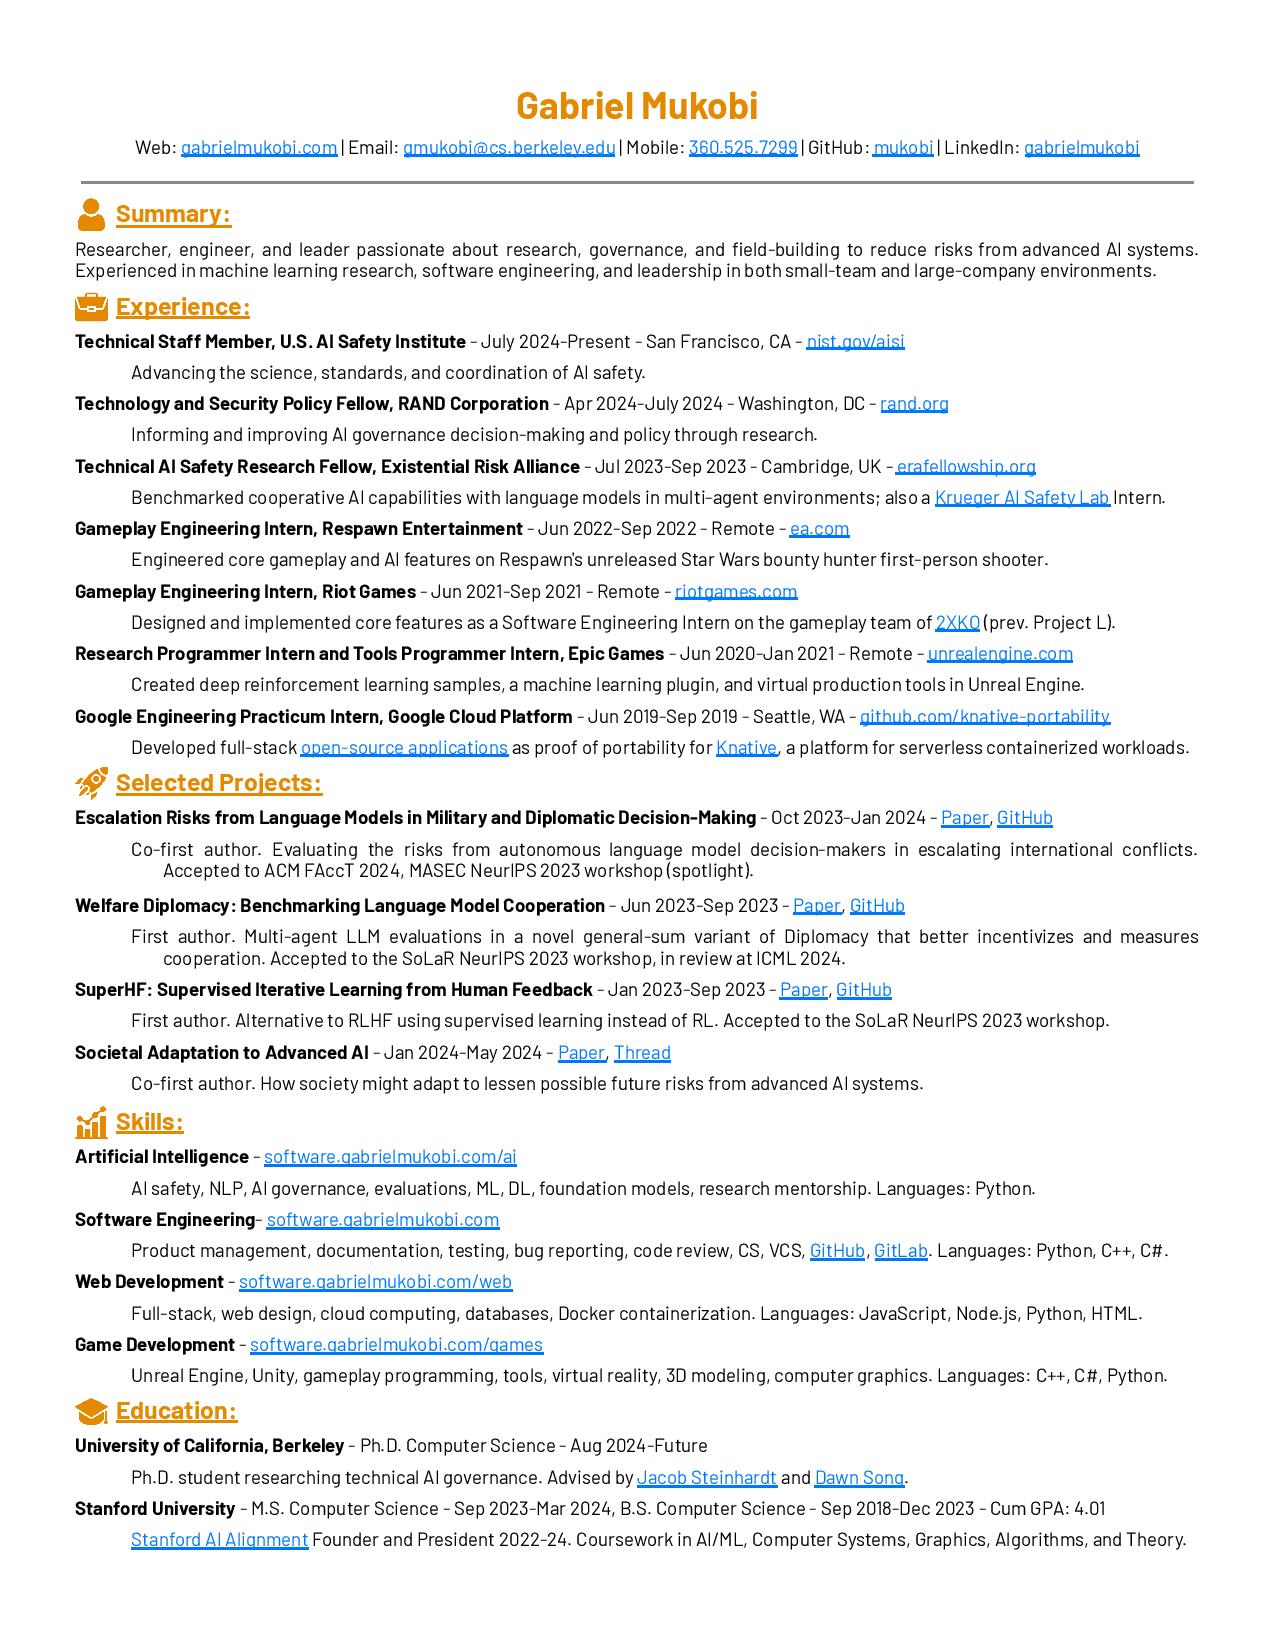 Gabriel Mukobi
Web: gabrielmukobi.com | Email: gmukobi@cs.berkeley.edu | Mobile: 360.525.7299 | GitHub: mukobi | LinkedIn: gabrielmukobi
Summary:
Researcher, engineer, and leader passionate about research, governance, and field-building to reduce risks from advanced AI systems.
Experienced in machine learning research, software engineering, and leadership in both small-team and large-company environments.
Experience:
Technical Staff Member, U.S. AI Safety Institute - July 2024-Present - San Francisco, CA - nist.gov/aisi
Advancing the science, standards, and coordination of AI safety.
Technology and Security Policy Fellow, RAND Corporation - Apr 2024-July 2024 - Washington, DC - rand.org
Informing and improving AI governance decision-making and policy through research.
Technical AI Safety Research Fellow, Existential Risk Alliance - Jul 2023-Sep 2023 - Cambridge, UK - erafellowship.org
Benchmarked cooperative AI capabilities with language models in multi-agent environments; also a Krueger AI Safety Lab Intern.
Gameplay Engineering Intern, Respawn Entertainment - Jun 2022-Sep 2022 - Remote - ea.com
Engineered core gameplay and AI features on Respawn's unreleased Star Wars bounty hunter first-person shooter.
Gameplay Engineering Intern, Riot Games - Jun 2021-Sep 2021 - Remote - riotgames.com
Designed and implemented core features as a Software Engineering Intern on the gameplay team of 2XKO (prev. Project L).
Research Programmer Intern and Tools Programmer Intern, Epic Games - Jun 2020-Jan 2021 - Remote - unrealengine.com
Created deep reinforcement learning samples, a machine learning plugin, and virtual production tools in Unreal Engine.
Google Engineering Practicum Intern, Google Cloud Platform - Jun 2019-Sep 2019 - Seattle, WA - github.com/knative-portability
Developed full-stack open-source applications as proof of portability for Knative, a platform for serverless containerized workloads.
Selected Projects:
Escalation Risks from Language Models in Military and Diplomatic Decision-Making - Oct 2023-Jan 2024 - Paper, GitHub
Co-first author. Evaluating the risks from autonomous language model decision-makers in escalating international conflicts.
Accepted to ACM FAccT 2024, MASEC NeurIPS 2023 workshop (spotlight).
Welfare Diplomacy: Benchmarking Language Model Cooperation - Jun 2023-Sep 2023 - Paper, GitHub
First author. Multi-agent LLM evaluations in a novel general-sum variant of Diplomacy that better incentivizes and measures
cooperation. Accepted to the SoLaR NeurIPS 2023 workshop, in review at ICML 2024.
SuperHF: Supervised Iterative Learning from Human Feedback - Jan 2023-Sep 2023 - Paper, GitHub
First author. Alternative to RLHF using supervised learning instead of RL. Accepted to the SoLaR NeurIPS 2023 workshop.
Societal Adaptation to Advanced AI - Jan 2024-May 2024 - Paper, Thread
Co-first author. How society might adapt to lessen possible future risks from advanced AI systems.
Skills:
Artificial Intelligence - software.gabrielmukobi.com/ai
AI safety, NLP, AI governance, evaluations, ML, DL, foundation models, research mentorship. Languages: Python.
Software Engineering- software.gabrielmukobi.com
Product management, documentation, testing, bug reporting, code review, CS, VCS, GitHub, GitLab. Languages: Python, C++, C#.
Web Development - software.gabrielmukobi.com/web
Full-stack, web design, cloud computing, databases, Docker containerization. Languages: JavaScript, Node.js, Python, HTML.
Game Development - software.gabrielmukobi.com/games
Unreal Engine, Unity, gameplay programming, tools, virtual reality, 3D modeling, computer graphics. Languages: C++, C#, Python.
Education:
University of California, Berkeley - Ph.D. Computer Science - Aug 2024-Future
Ph.D. student researching technical AI governance. Advised by Jacob Steinhardt and Dawn Song.
Stanford University - M.S. Computer Science - Sep 2023-Mar 2024, B.S. Computer Science - Sep 2018-Dec 2023 - Cum GPA: 4.01
Stanford AI Alignment Founder and President 2022-24. Coursework in AI/ML, Computer Systems, Graphics, Algorithms, and Theory.